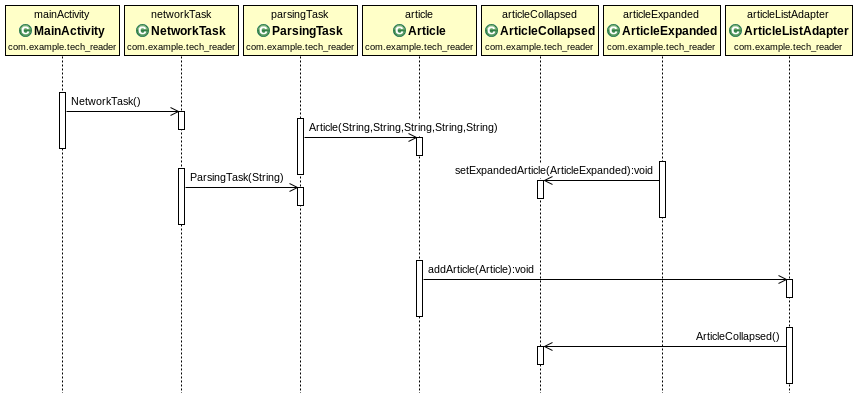 mainActivity
C MainActivity
com.example.tech_reader
networkTask
C NetworkTask
com.example.tech_reader
parsingTask
C ParsingTask
com.example.tech_reader
article
C Article
com.example.tech_reader
articleCollapsed
C ArticleCollapsed
com.example.tech_reader
articleExpanded
C ArticleExpanded
com.example.tech_reader
articleListAdapter
C ArticleListAdapter
com.example.tech_reader
NetworkTask()
Article(String,String,String,String,String)
setExpandedArticle(ArticleExpanded):void
ParsingTask(String)
addArticle(Article):void
ArticleCollapsed()